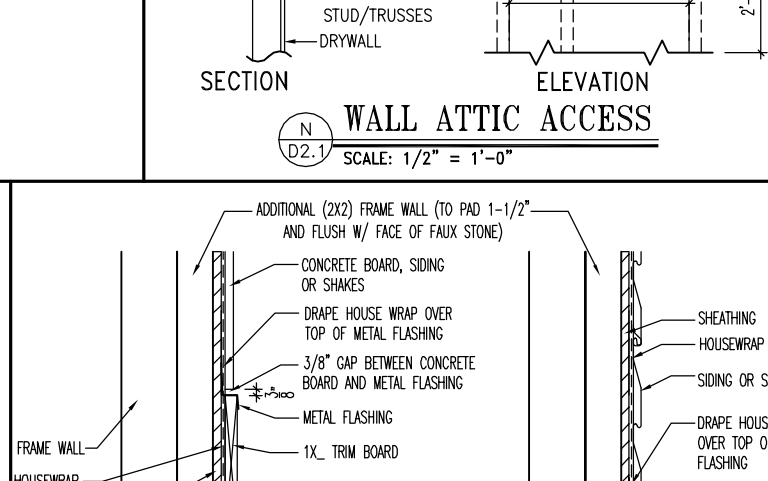 STUD/TRUSSES
DRYWALL
2'-
SECTION
ELEVATION
N
D2.1
WALL ATTIC ACCESS
SCALE: 1/2" = 1'-0"
ADDITIONAL (2X2) FRAME WALL (TO PAD 1-1/2"
AND FLUSH W/ FACE OF FAUX STONE)
CONCRETE BOARD, SIDING
OR SHAKES
DRAPE HOUSE WRAP OVER
TOP OF METAL FLASHING
3/8" GAP BETWEEN CONCRETE
BOARD AND METAL FLASHING
3/8"
METAL FLASHING
1X_ TRIM BOARD
FRAME WALL
HOUSEWRAP
SHEATHING
HOUSEWRAP
SIDING OR S
DRAPE HOUS
OVER TOP O
FLASHING